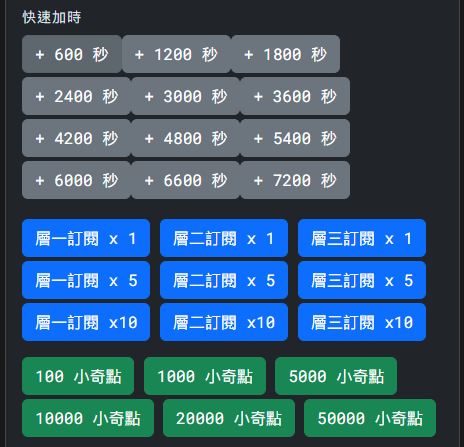 快速加時
+ 600 秒 + 1200 秒 + 1800 秒
+ 2400 秒 + 3000 秒 + 3600 秒
+ 4200 秒 + 4800 秒 + 5400 秒
+ 6000 秒 + 6600 秒 + 7200 秒
層一訂閱 x 1 層二訂閱 x 1 層三訂閱 x 1
層一訂閱 x 5 層二訂閱 x 5 層三訂閱 x 5
層一訂閱 x10 層二訂閱 x10 層三訂閱 x10
100 小奇點 1000 小奇點 5000 小奇點
10000 小奇點 20000 小奇點 50000 小奇點